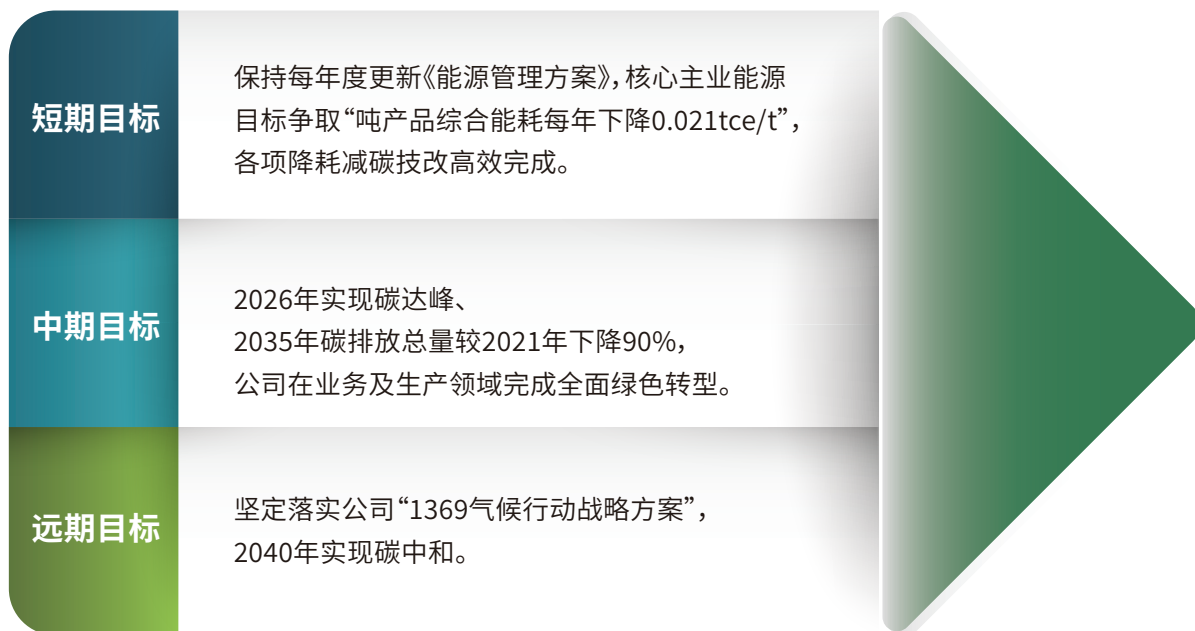 短期目标
保持每年度更新《能源管理方案》，核心主业能源
目标争取“吨产品综合能耗每年下降0.021tce/t”，
各项降耗减碳技改高效完成。
中期目标
2026年实现碳达峰、
2035年碳排放总量较2021年下降90%，
公司在业务及生产领域完成全面绿色转型。
远期目标
坚定落实公司“1369气候行动战略方案”，
2040年实现碳中和。